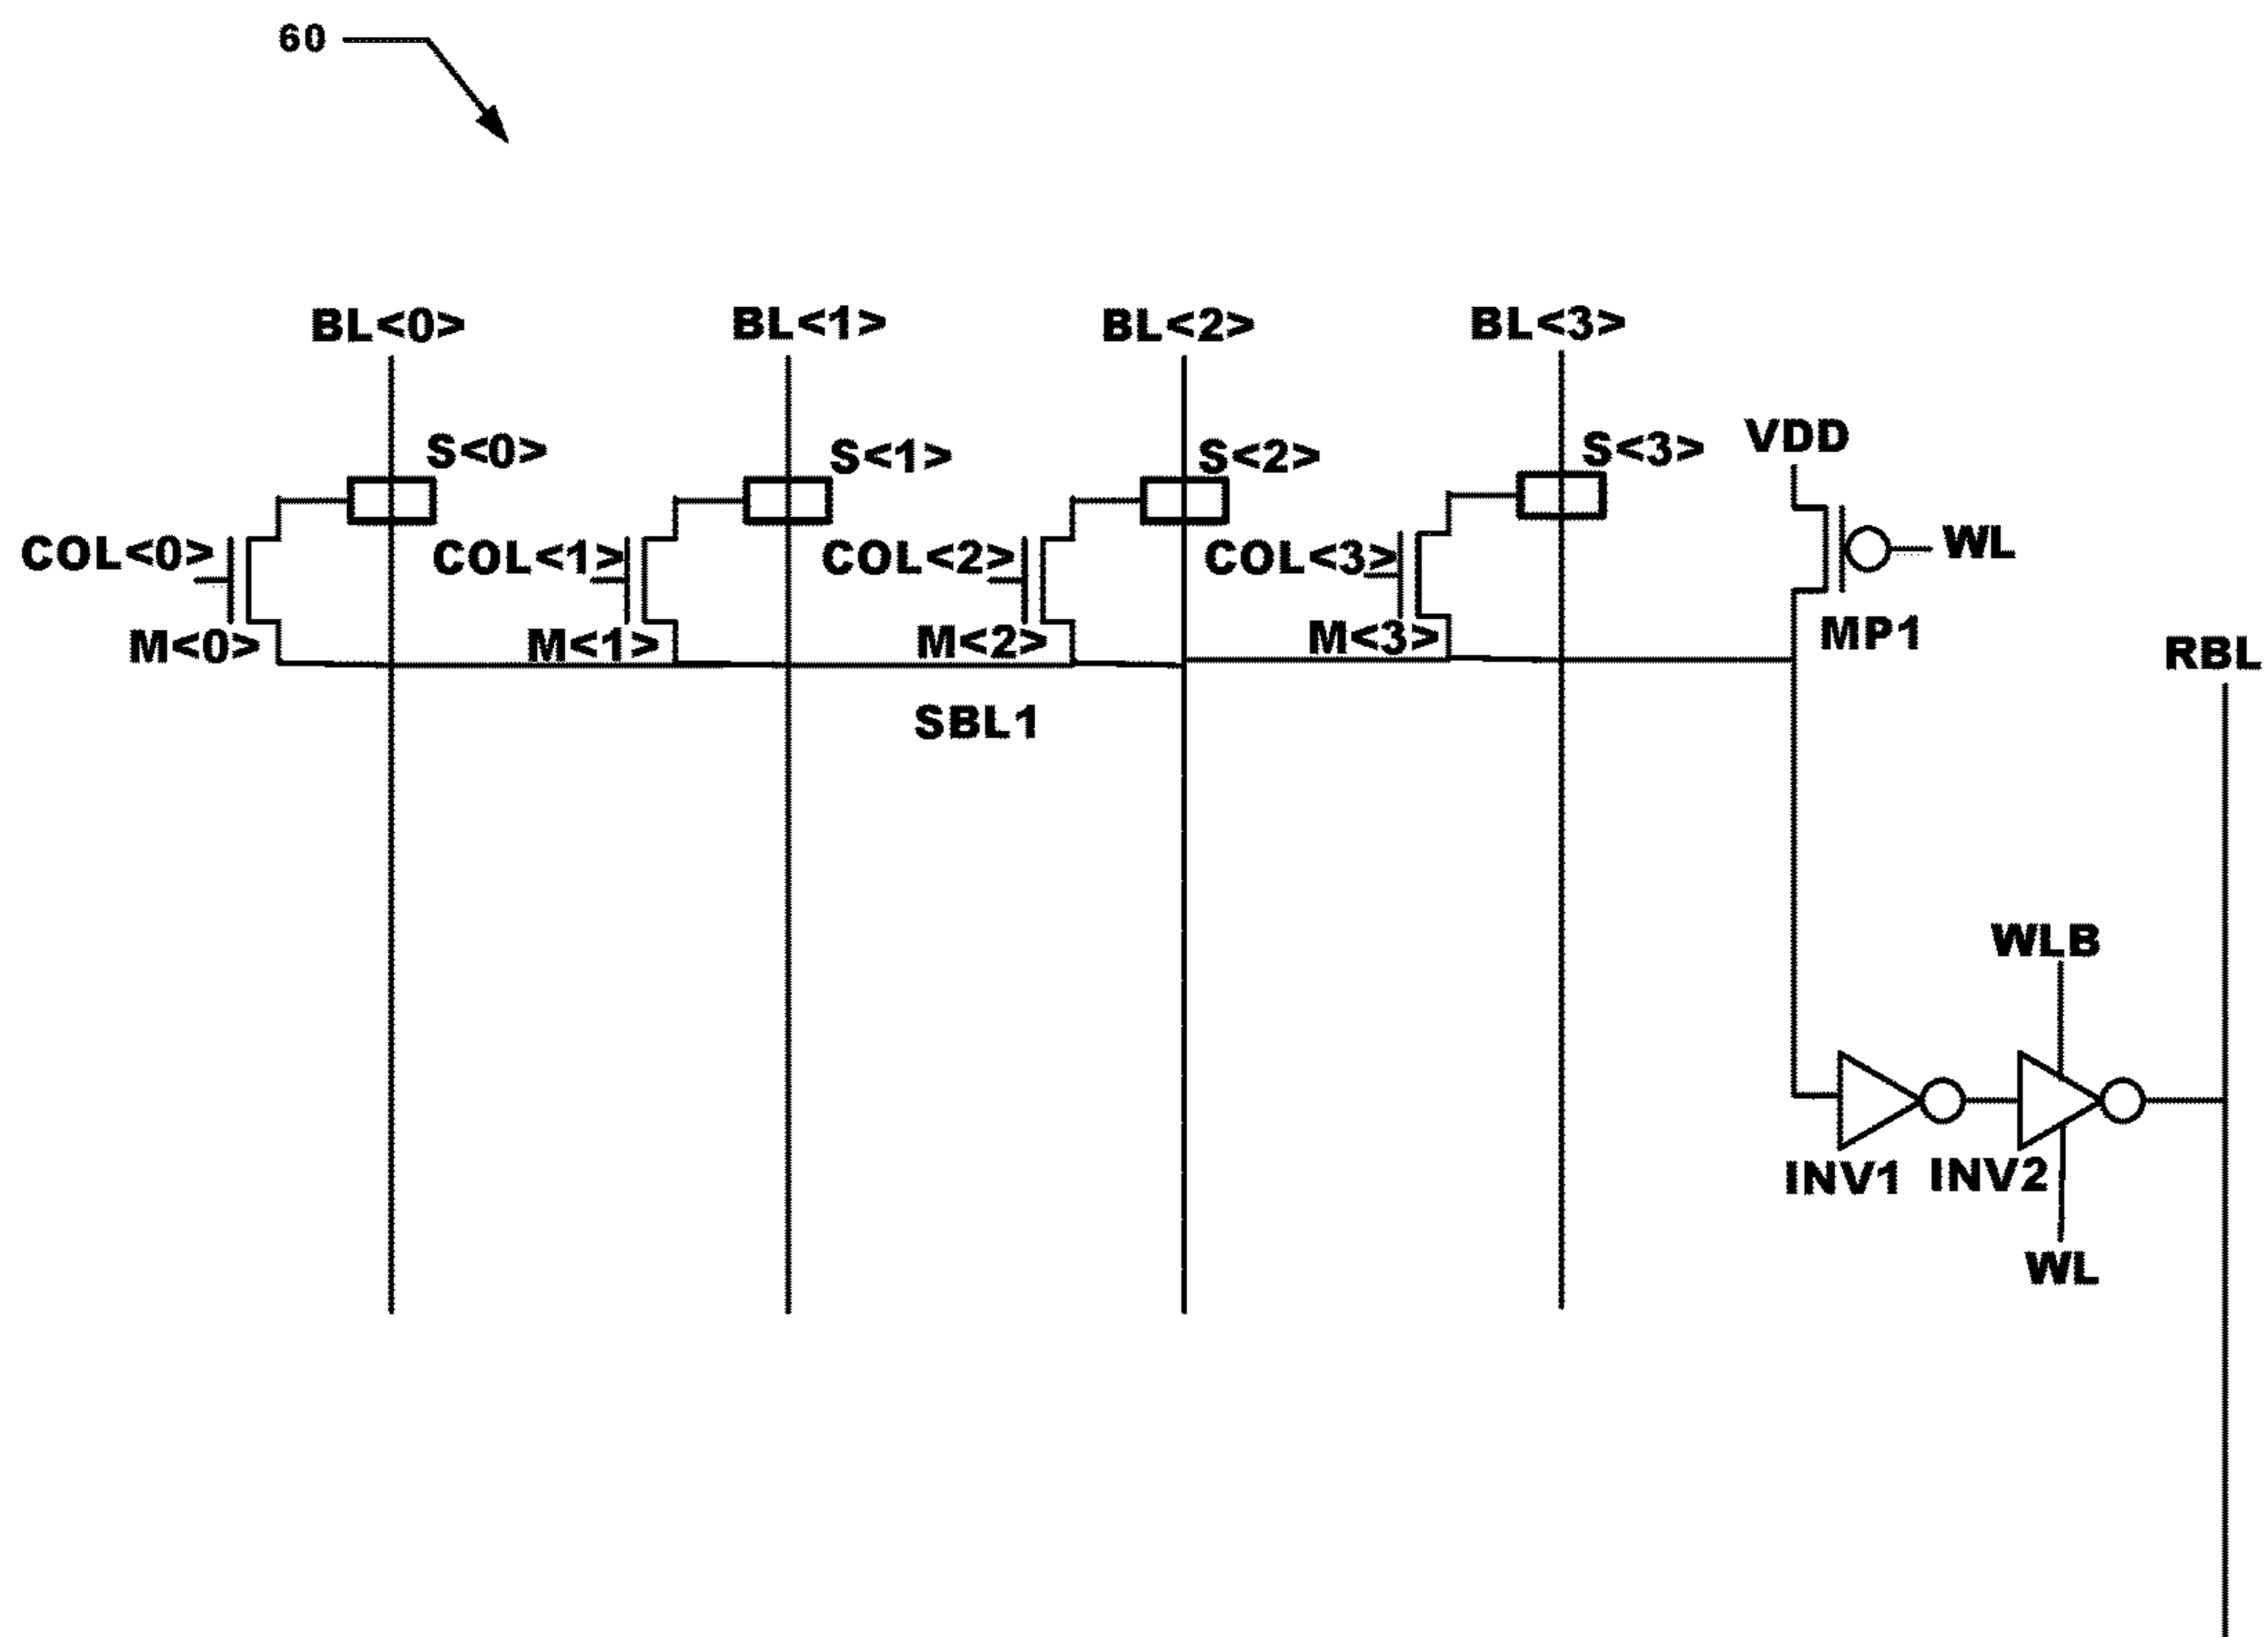 60
BL<0> BL<1> BL<2> BL<3>
S<0> S<1> S<2> S<3> VDD
COL<0> COL<1> COL<2> COL<3> WL
M<0> M<1> M<2> M<3> MP1
RBL
SBL1
WLB
INV1 INV2
WL